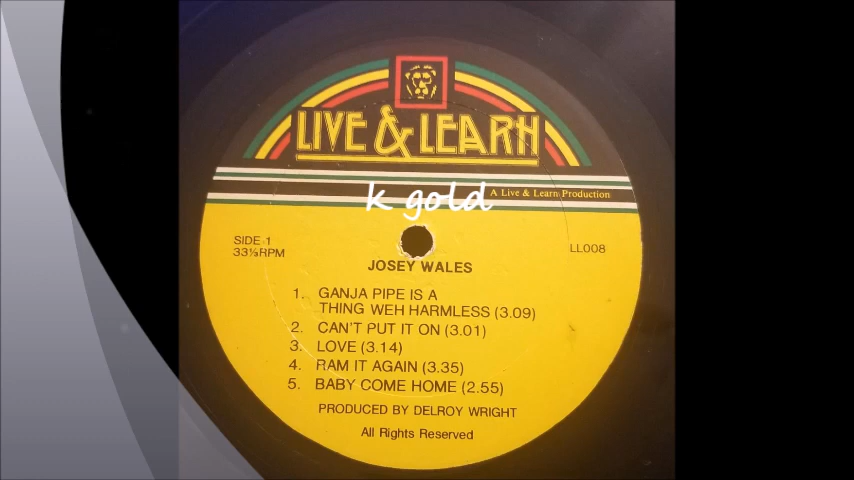 LIVE & LEARN
A Live & Learn Production
k gold
SIDE 1
33⅓RPM
LL008
JOSEY WALES
1. GANJA PIPE IS A
THING WEH HARMLESS (3.09)
2. CAN'T PUT IT ON (3.01)
3. LOVE (3.14)
4. RAM IT AGAIN (3.35)
5. BABY COME HOME (2.55)
PRODUCED BY DELROY WRIGHT
All Rights Reserved